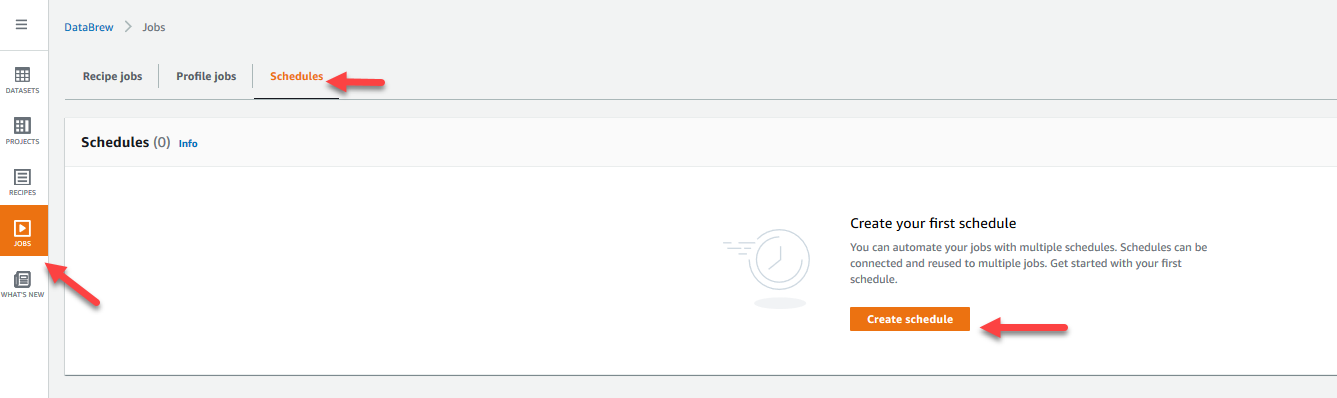 DataBrew > Jobs
Recipe jobs
Profile jobs
Schedules
DATASETS
PROJECTS
RECIPES
JOBS
WHAT'S NEW
Schedules (0) Info
Create your first schedule
You can automate your jobs with multiple schedules. Schedules can be
connected and reused to multiple jobs. Get started with your first
schedule.
Create schedule